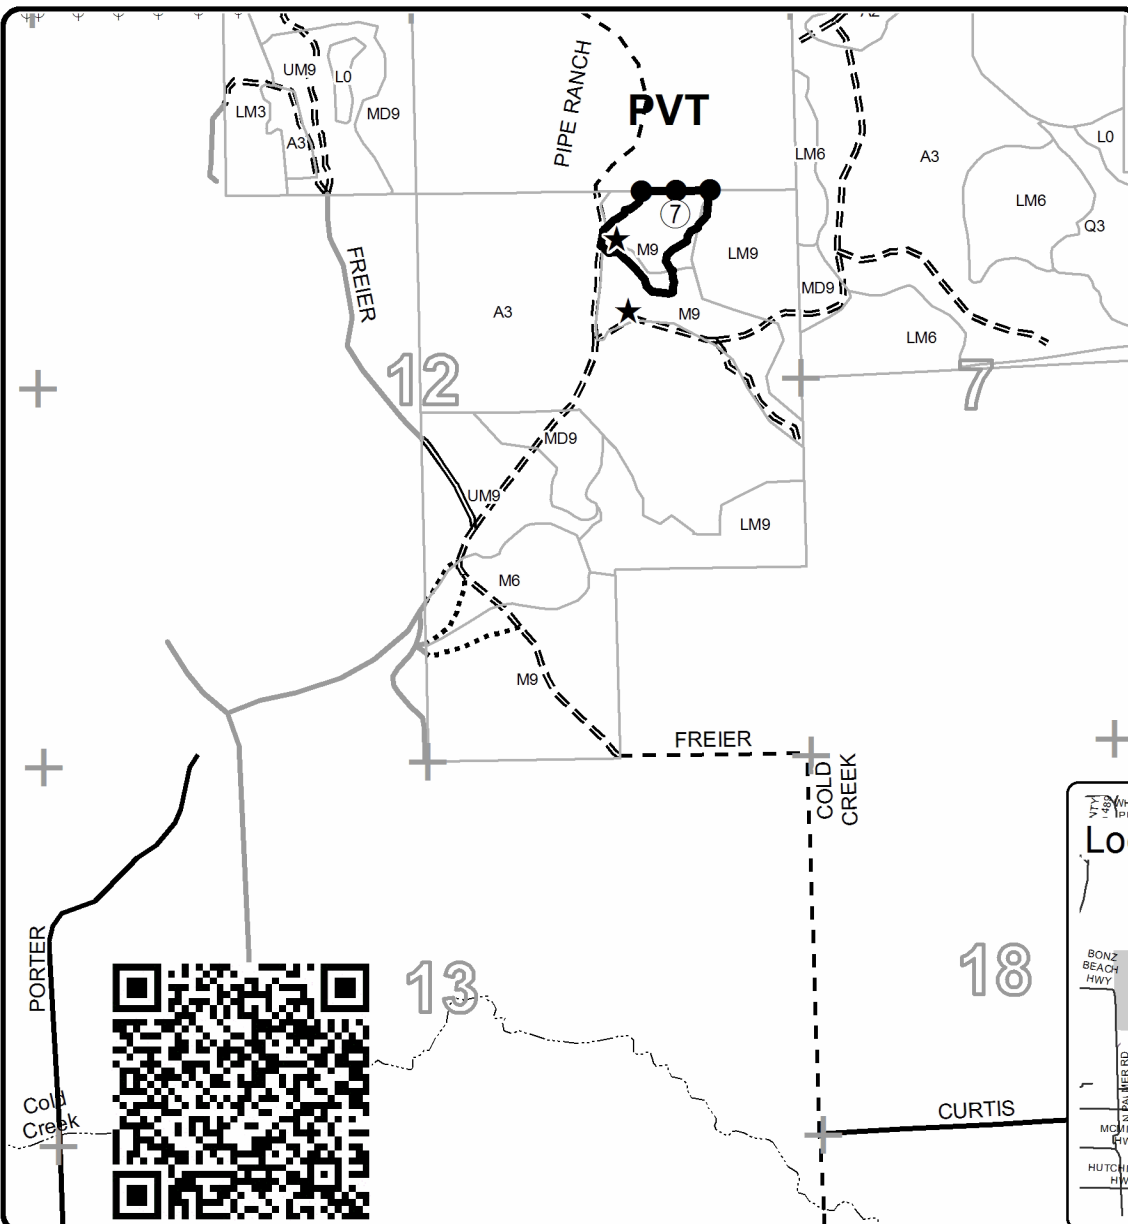 UM9
L0
LM3
MD9
A3
PIPE RANCH
PVT
LM6
A3
L0
LM6
Q3
7
M9
LM9
MD9
FREIER
A3
M9
LM6
12
7
MD9
UM9
LM9
M6
M9
FREIER
COLD
CREEK
PORTER
13
18
Cold
Creek
CURTIS
BONZ
BEACH
HWY